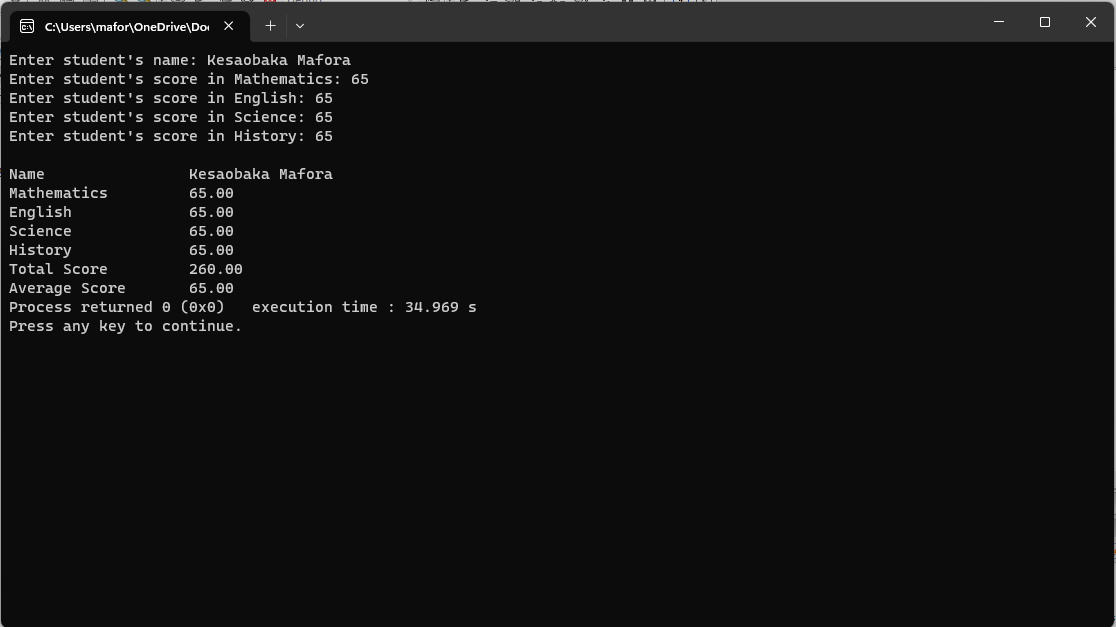 C:\Users\mafor\OneDrive\Doc
Enter student's name: Kesaobaka Mafora
Enter student's score in Mathematics: 65
Enter student's score in English: 65
Enter student's score in Science: 65
Enter student's score in History: 65
Name Kesaobaka Mafora
Mathematics 65.00
English 65.00
Science 65.00
History 65.00
Total Score 260.00
Average Score 65.00
Process returned 0 (0x0) execution time : 34.969 s
Press any key to continue.